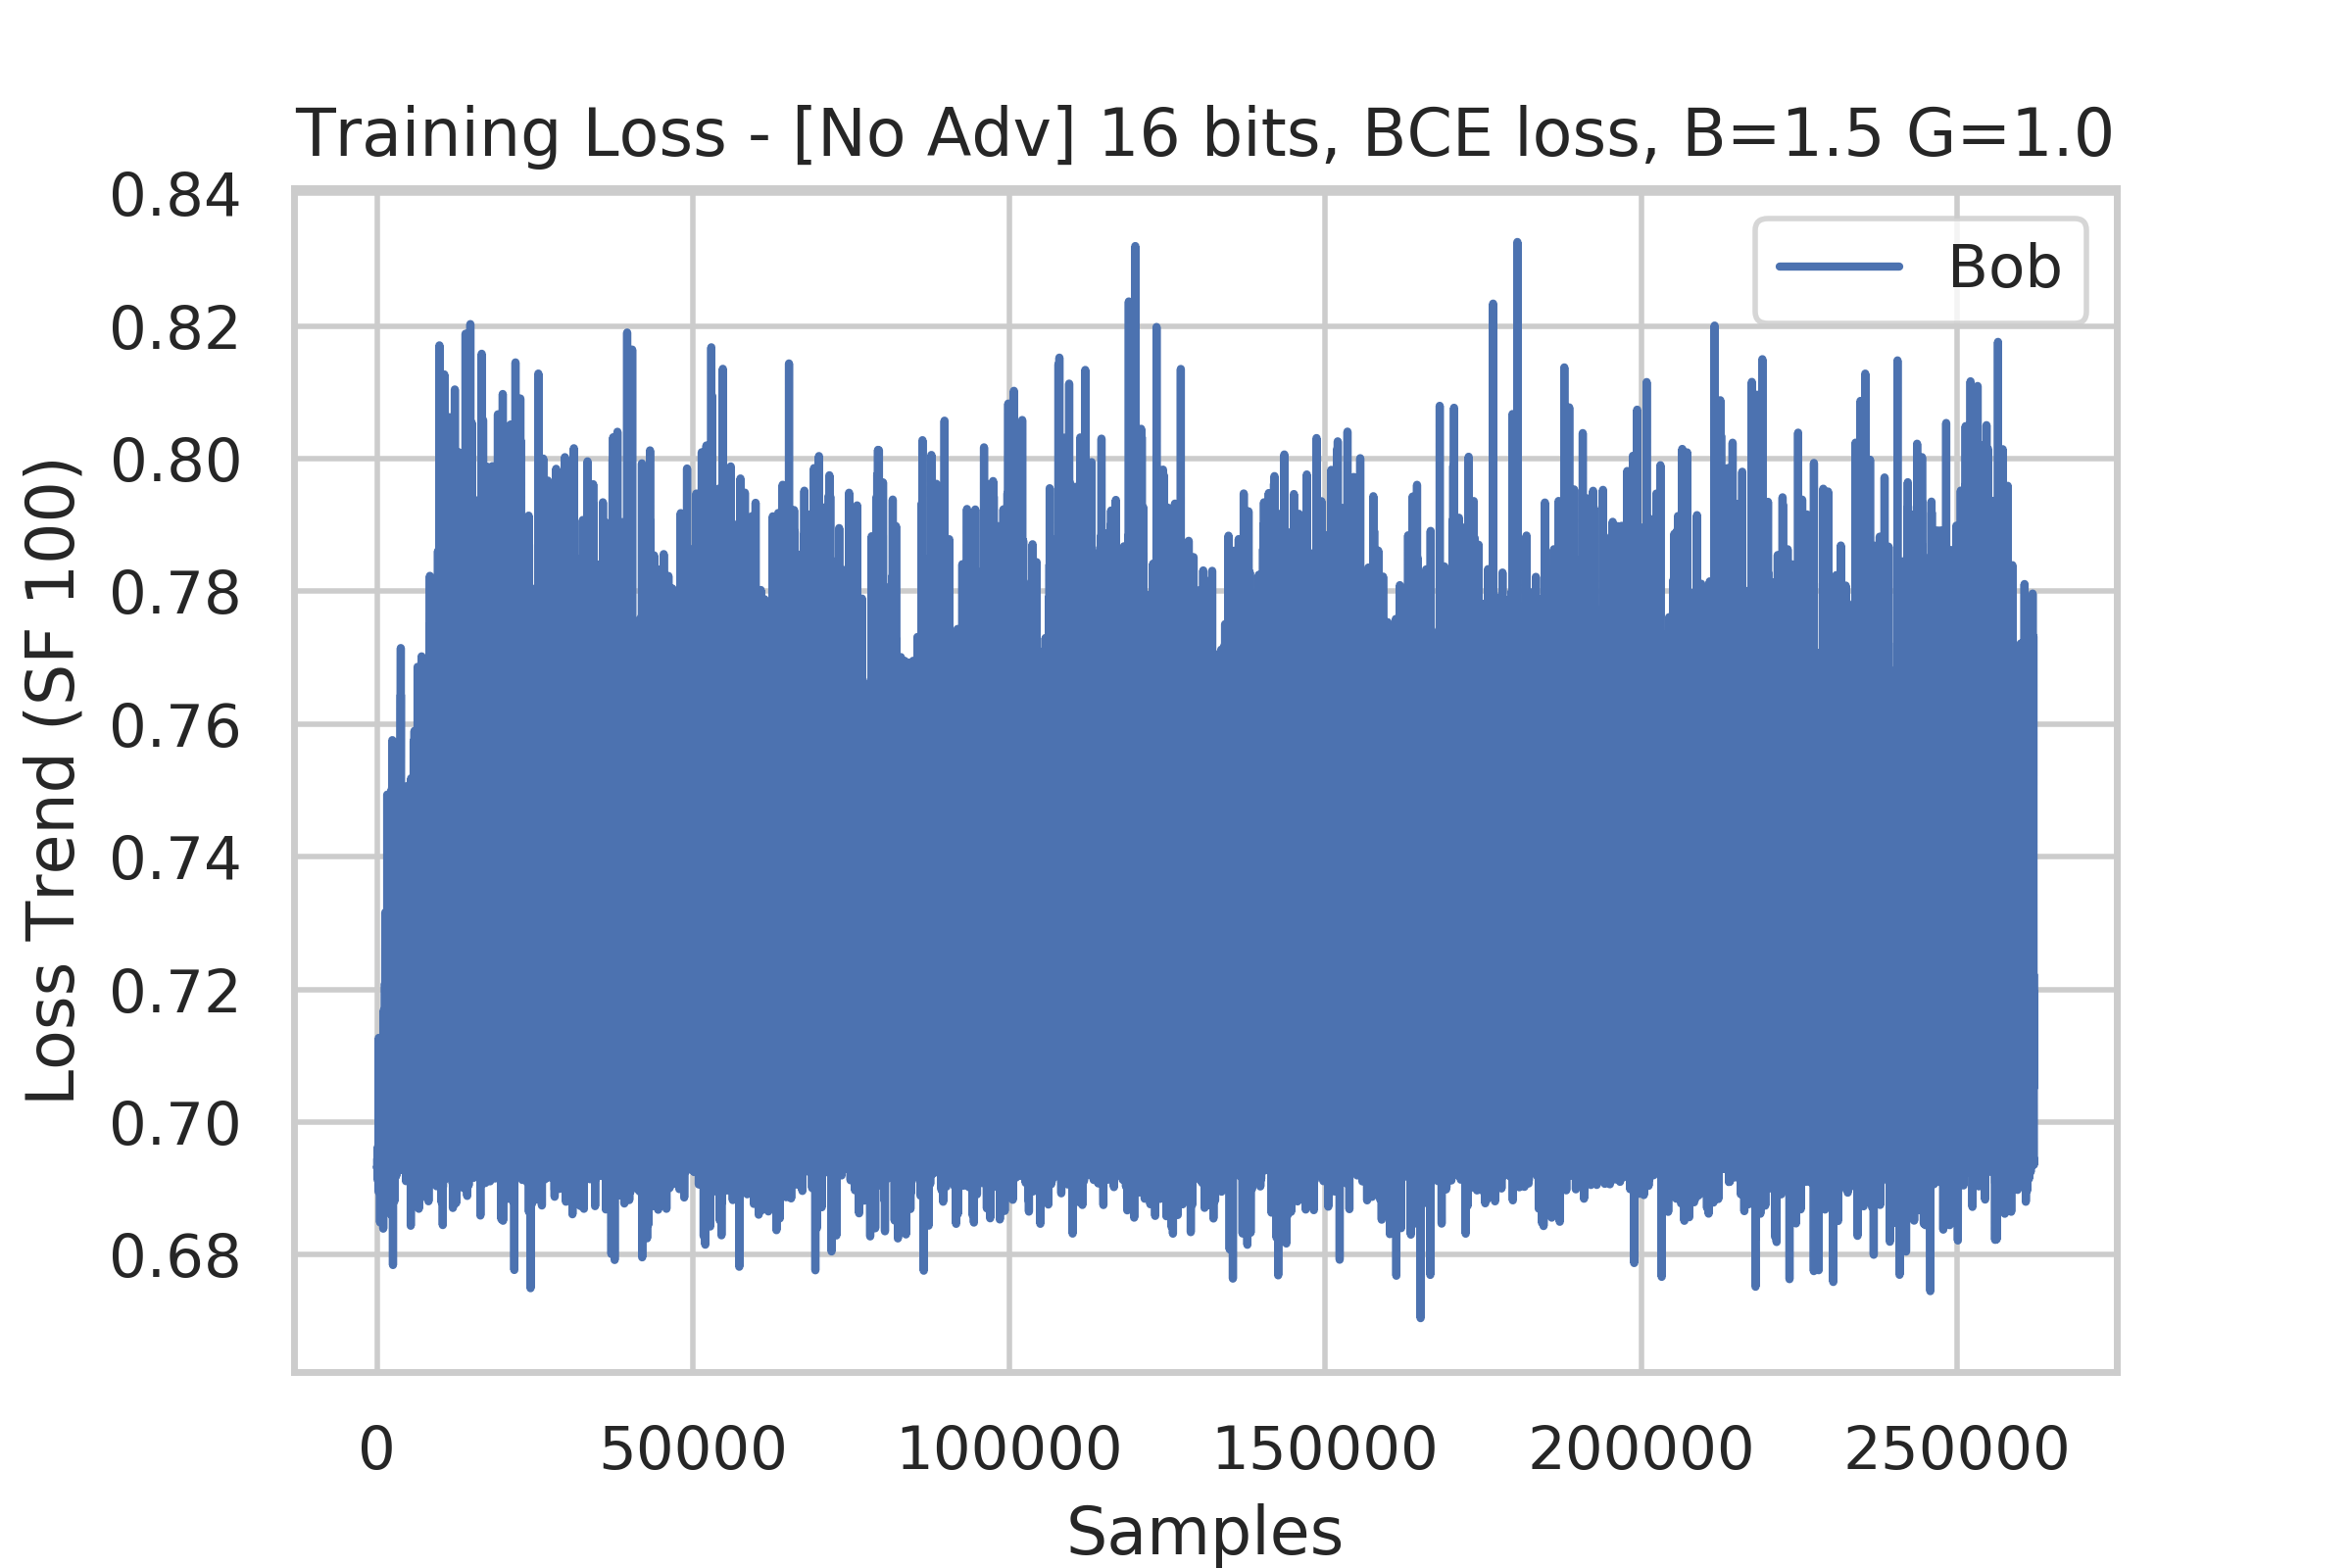 Training Loss - [No Adv] 16 bits, BCE loss, B=1.5 G=1.0
Bob
Loss Trend (SF 100)
0.84
0.82
0.80
0.78
0.76
0.74
0.72
0.70
0.68
0 50000 100000 150000 200000 250000
Samples